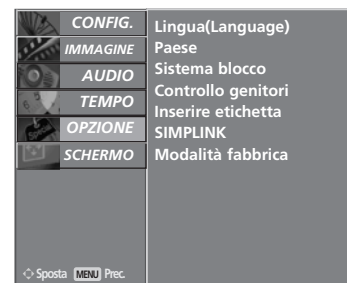 CONFIG.
IMMAGINE
AUDIO
TEMPO
OPZIONE
SCHERMO
Lingua(Language)
Paese
Sistema blocco
Controllo genitori
Inserire etichetta
SIMPLINK
Modalità fabbrica
Sposta MENU Prec.